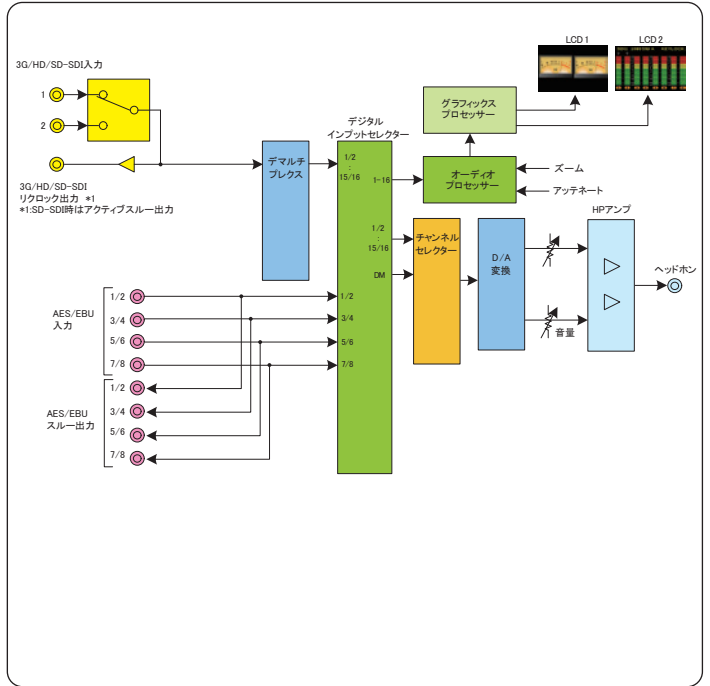 LCD1
LCD2
3G/HD/SD-SDI入力
1
2
3G/HD/SD-SDI
リクロック出力 *1
*1:SD-SDI時はアクティブスルー出力
デマルチ
プレクス
デジタル
インプットセレクター
1/2
:
15/16
1-16
1/2
:
15/16
DM
1/2
3/4
5/6
7/8
グラフィックス
プロセッサー
オーディオ
プロセッサー
ズーム
アッテネート
チャンネル
セレクター
D/A
変換
音量
HPアンプ
ヘッドホン
AES/EBU
入力
1/2
3/4
5/6
7/8
AES/EBU
スルー出力
1/2
3/4
5/6
7/8